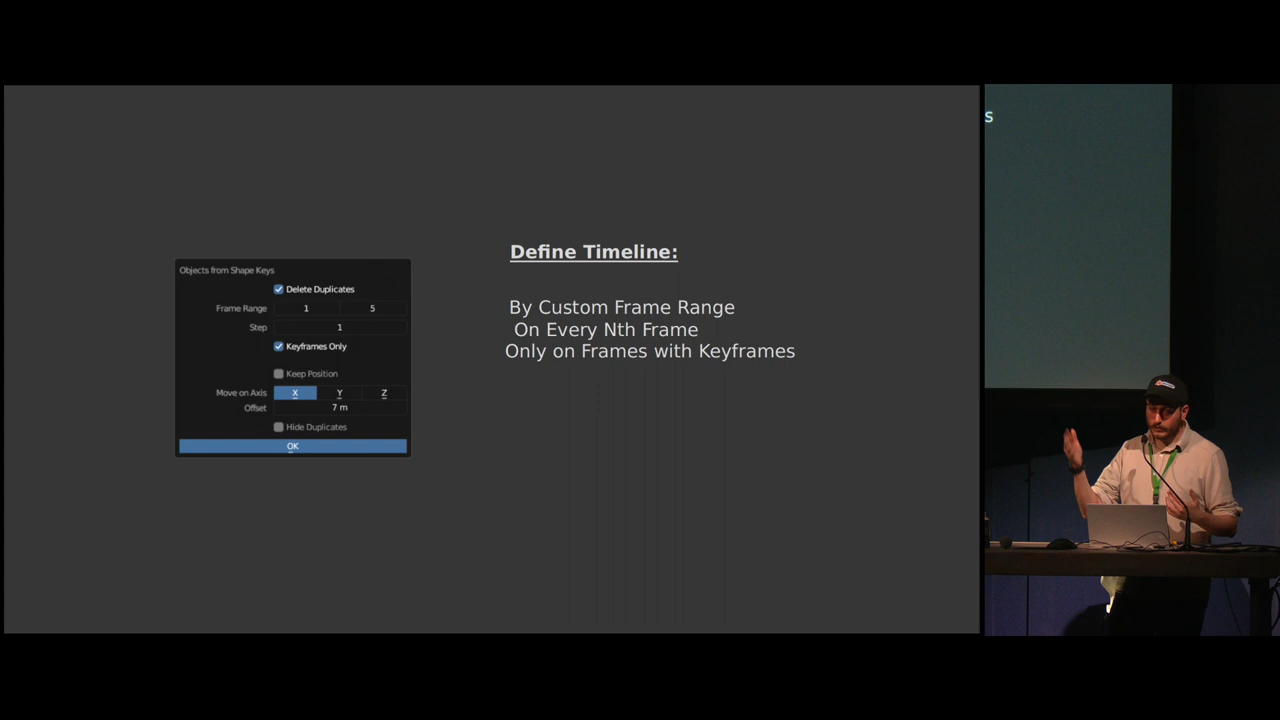 Objects from Shape Keys
Delete Duplicates
Frame Range 1 5
Step 1
Keyframes Only
Keep Position
Move on Axis X Y Z
Offset 7 m
Hide Duplicates
OK
Define Timeline:
By Custom Frame Range
On Every Nth Frame
Only on Frames with Keyframes
s